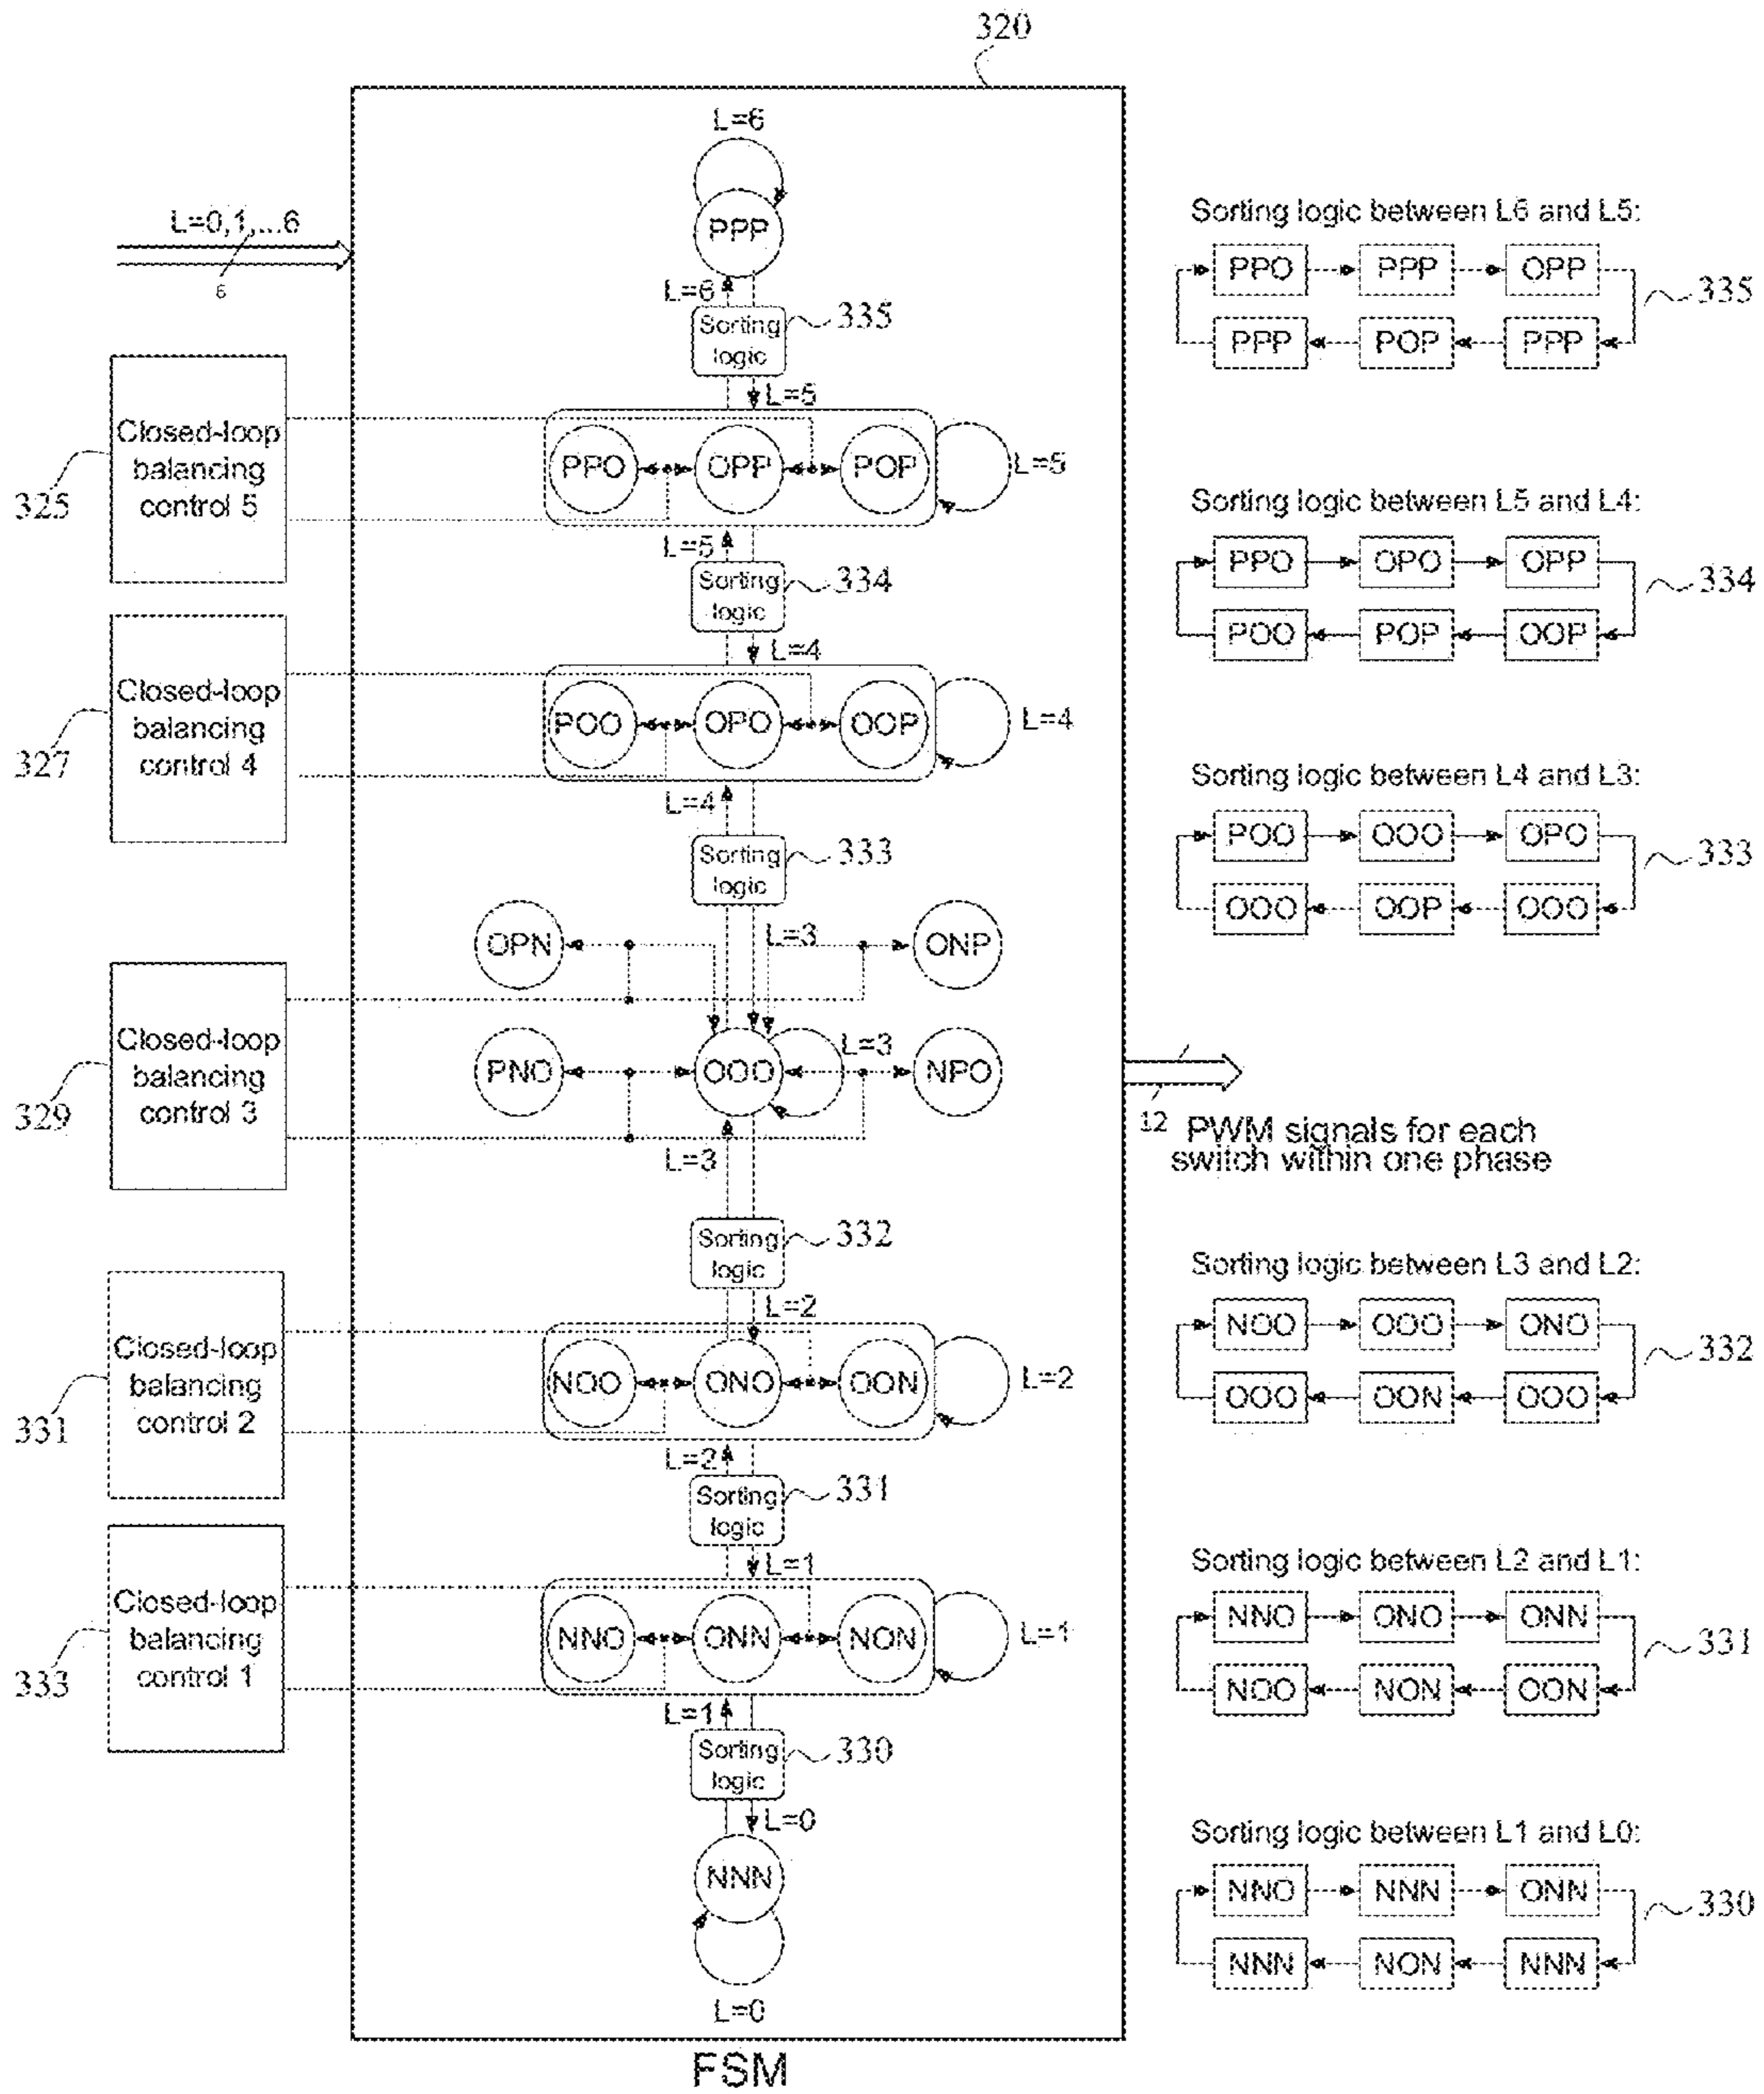 320
L=6
PPP
L=0,1,...6
6
L=6
Sorting
logic
335
L=5
Closed-loop
balancing
control 5
325
PPO
OPP
POP
L=5
L=5
Sorting
logic
334
L=4
Closed-loop
balancing
control 4
327
POO
OPO
OOP
L=4
L=4
Sorting
logic
333
OPN
L=3
ONP
Closed-loop
balancing
control 3
329
PNO
OOO
L=3
NPO
L=3
Sorting
logic
332
L=2
Closed-loop
balancing
control 2
331
NOO
ONO
OON
L=2
L=2
Sorting
logic
331
L=1
Closed-loop
balancing
control 1
333
NNO
ONN
NON
L=1
L=1
Sorting
logic
330
L=0
NNN
L=0
FSM
12
PWM signals for each
switch within one phase
Sorting logic between L6 and L5:
PPO PPP OPP
335
PPP POP PPP
Sorting logic between L5 and L4:
PPO OPO OPP
334
POO POP OOP
Sorting logic between L4 and L3:
POO OOO OPO
333
OOO OOP OOO
Sorting logic between L3 and L2:
NOO OOO ONO
332
OOO OON OOO
Sorting logic between L2 and L1:
NNO ONO ONN
331
NOO NON OON
Sorting logic between L1 and L0:
NNO NNN ONN
330
NNN NON NNN